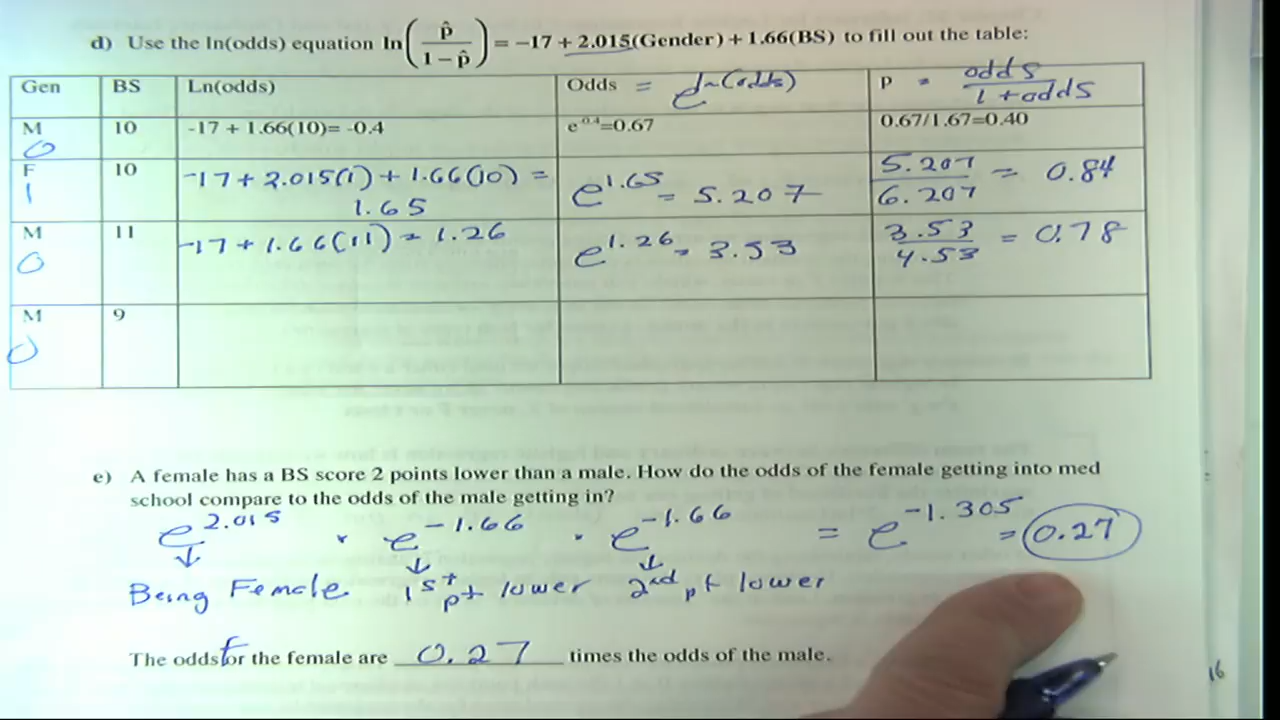 d) Use the ln(odds) equation ln(p̂ / 1 − p̂) = −17 + 2.015(Gender) + 1.66(BS) to fill out the table:
Gen BS Ln(odds) Odds = e^ln(odds) p = odds / 1 + odds
M 10 -17 + 1.66(10)= -0.4 e^-0.4=0.67 0.67/1.67=0.40
0
F 10 -17 + 2.015(1) + 1.66(10) = e^1.65 = 5.207 5.207 / 6.207 = 0.84
1 1.65
M 11 -17 + 1.66(11) = 1.26 e^1.26 = 3.53 3.53 / 4.53 = 0.78
0
M 9
0
e) A female has a BS score 2 points lower than a male. How do the odds of the female getting into med
school compare to the odds of the male getting in?
e^2.015 · e^-1.66 · e^-1.66 = e^-1.305 = 0.27
↓ ↓ ↓
Being Female 1st pt lower 2nd pt lower
The odds for the female are 0.27 times the odds of the male.
16